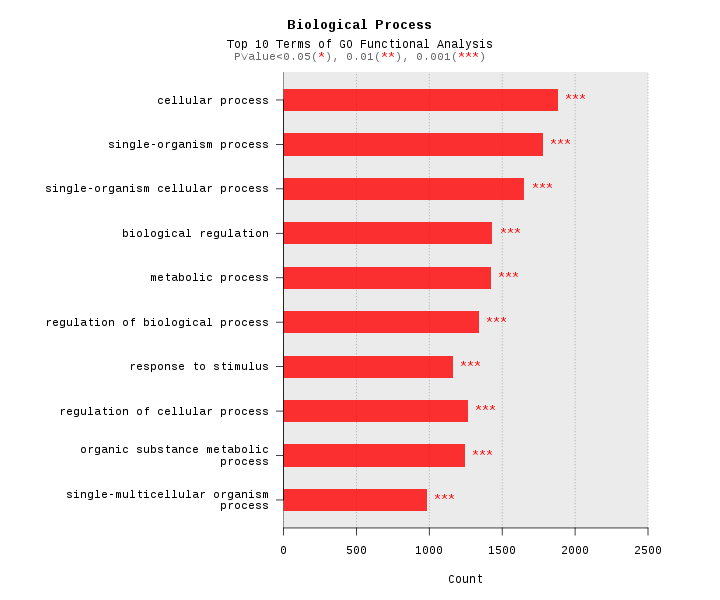 Biological Process
Top 10 Terms of GO Functional Analysis
Pvalue<0.05(*), 0.01(**), 0.001(***)
cellular process ***
single-organism process ***
single-organism cellular process ***
biological regulation ***
metabolic process ***
regulation of biological process ***
response to stimulus ***
regulation of cellular process ***
organic substance metabolic
process ***
single-multicellular organism
process ***
0 500 1000 1500 2000 2500
Count